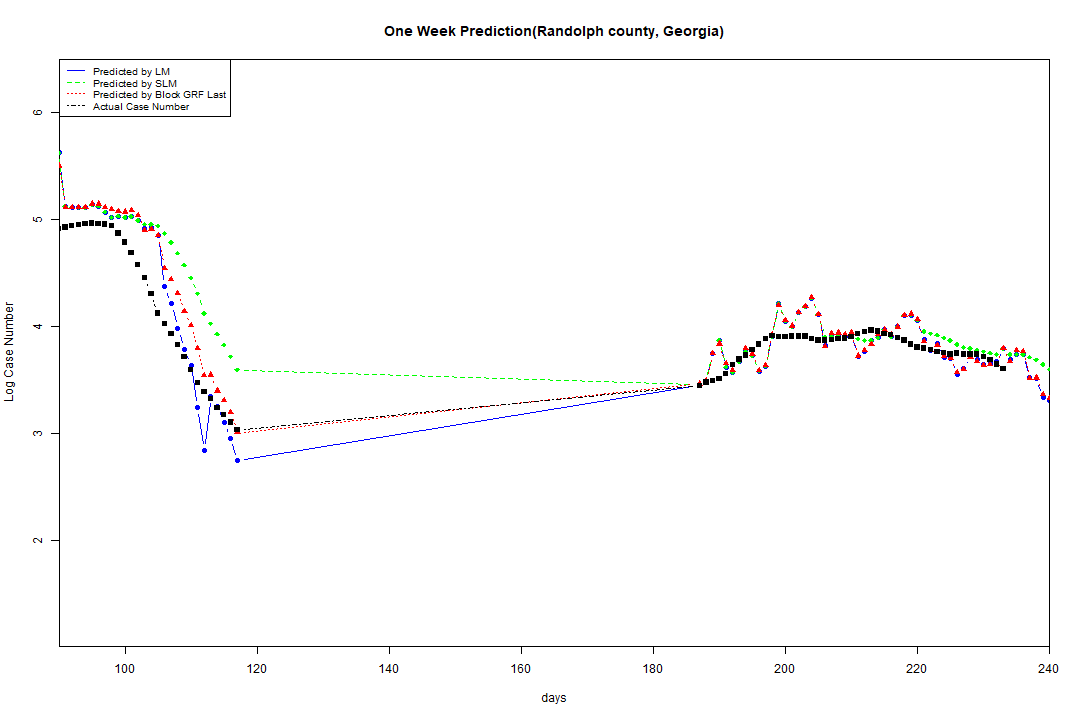 One Week Prediction(Randolph county, Georgia)
Predicted by LM
Predicted by SLM
Predicted by Block GRF Last
Actual Case Number
Log Case Number
6
5
4
3
2
100 120 140 160 180 200 220 240
days